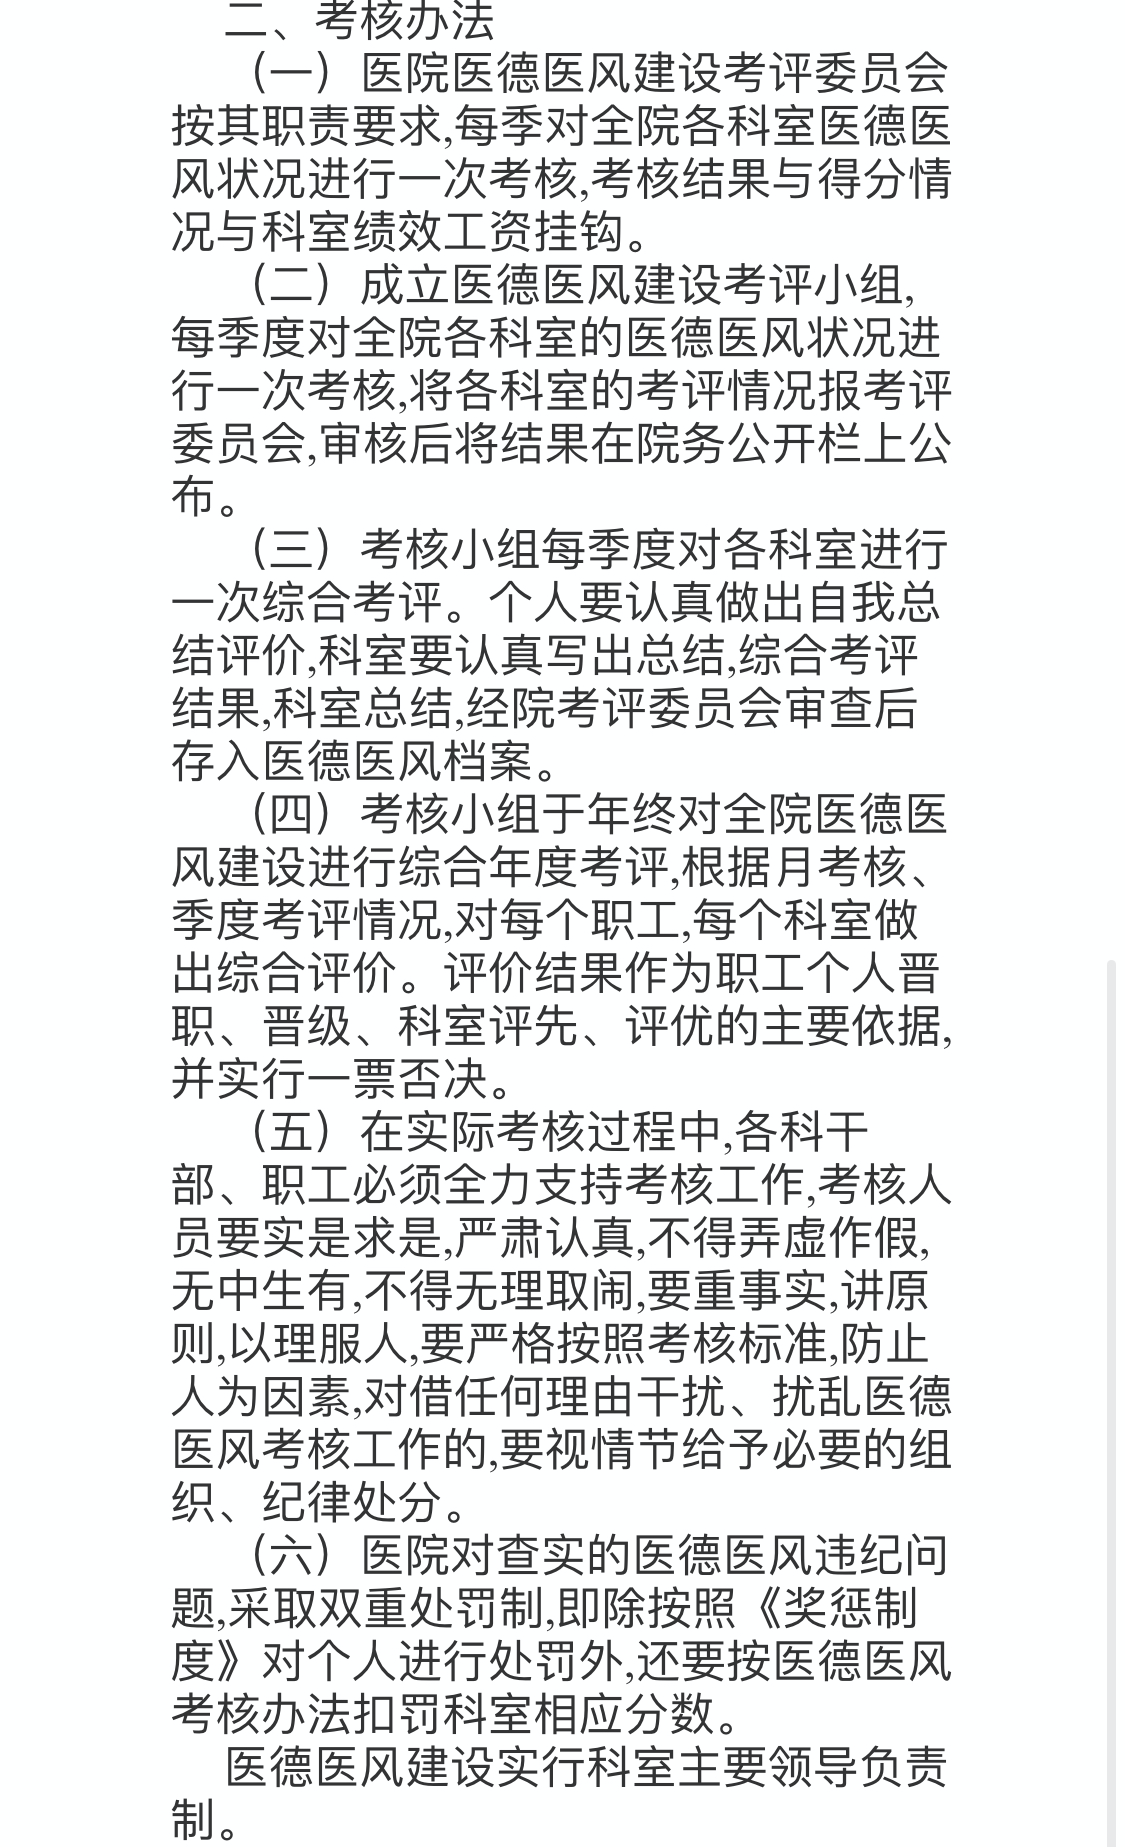 二、考核办法
（一）医院医德医风建设考评委员会
按其职责要求,每季对全院各科室医德医
风状况进行一次考核,考核结果与得分情
况与科室绩效工资挂钩。
（二）成立医德医风建设考评小组,
每季度对全院各科室的医德医风状况进
行一次考核,将各科室的考评情况报考评
委员会,审核后将结果在院务公开栏上公
布。
（三）考核小组每季度对各科室进行
一次综合考评。个人要认真做出自我总
结评价,科室要认真写出总结,综合考评
结果,科室总结,经院考评委员会审查后
存入医德医风档案。
（四）考核小组于年终对全院医德医
风建设进行综合年度考评,根据月考核、
季度考评情况,对每个职工,每个科室做
出综合评价。评价结果作为职工个人晋
职、晋级、科室评先、评优的主要依据,
并实行一票否决。
（五）在实际考核过程中,各科干
部、职工必须全力支持考核工作,考核人
员要实是求是,严肃认真,不得弄虚作假,
无中生有,不得无理取闹,要重事实,讲原
则,以理服人,要严格按照考核标准,防止
人为因素,对借任何理由干扰、扰乱医德
医风考核工作的,要视情节给予必要的组
织、纪律处分。
（六）医院对查实的医德医风违纪问
题,采取双重处罚制,即除按照《奖惩制
度》对个人进行处罚外,还要按医德医风
考核办法扣罚科室相应分数。
医德医风建设实行科室主要领导负责
制。